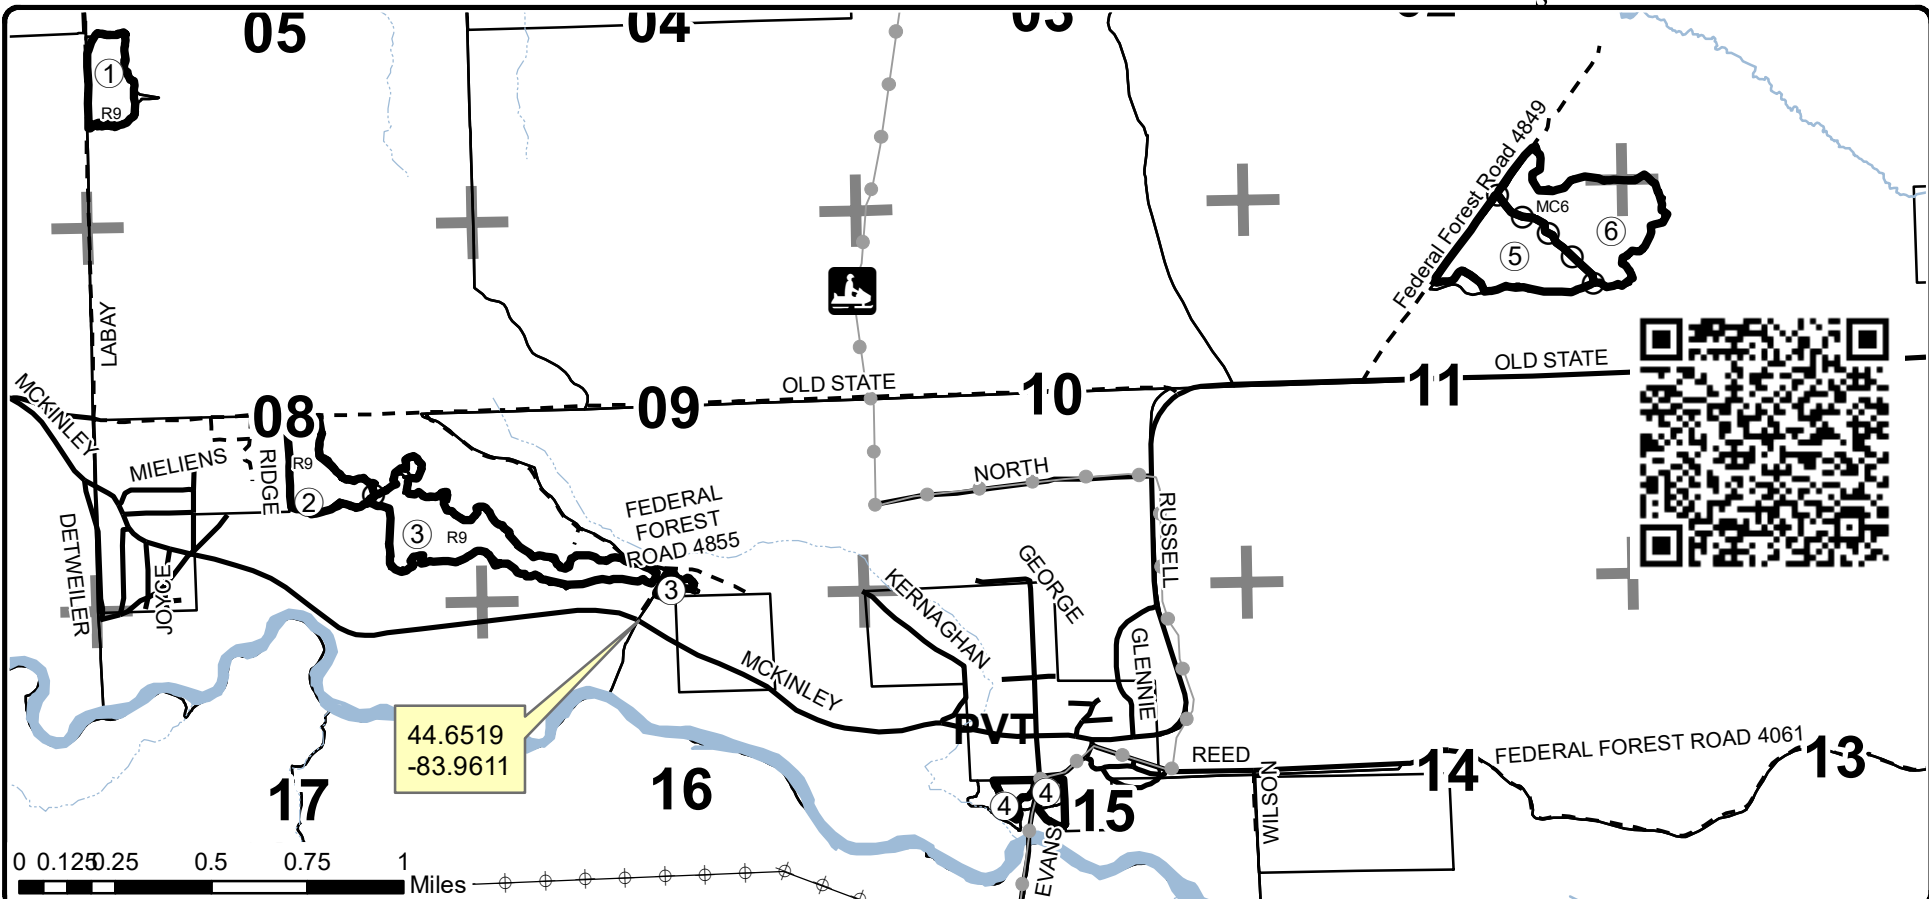 05
04
03
1
R9
Federal Forest Road 4849
MC6
6
5
LABAY
MCKINLEY
OLD STATE
OLD STATE
08
09
10
11
MIELIENS
RIDGE
R9
2
NORTH
3
R9
FEDERAL
FOREST
ROAD 4855
RUSSELL
DETWEILER
JOYCE
3
KERNAGHAN
GEORGE
GLENNIE
MCKINLEY
44.6519
-83.9611
PVT
REED
FEDERAL FOREST ROAD 4061
17
16
4
4
15
WILSON
14
13
EVANS
0 0.125 0.25 0.5 0.75 1
Miles